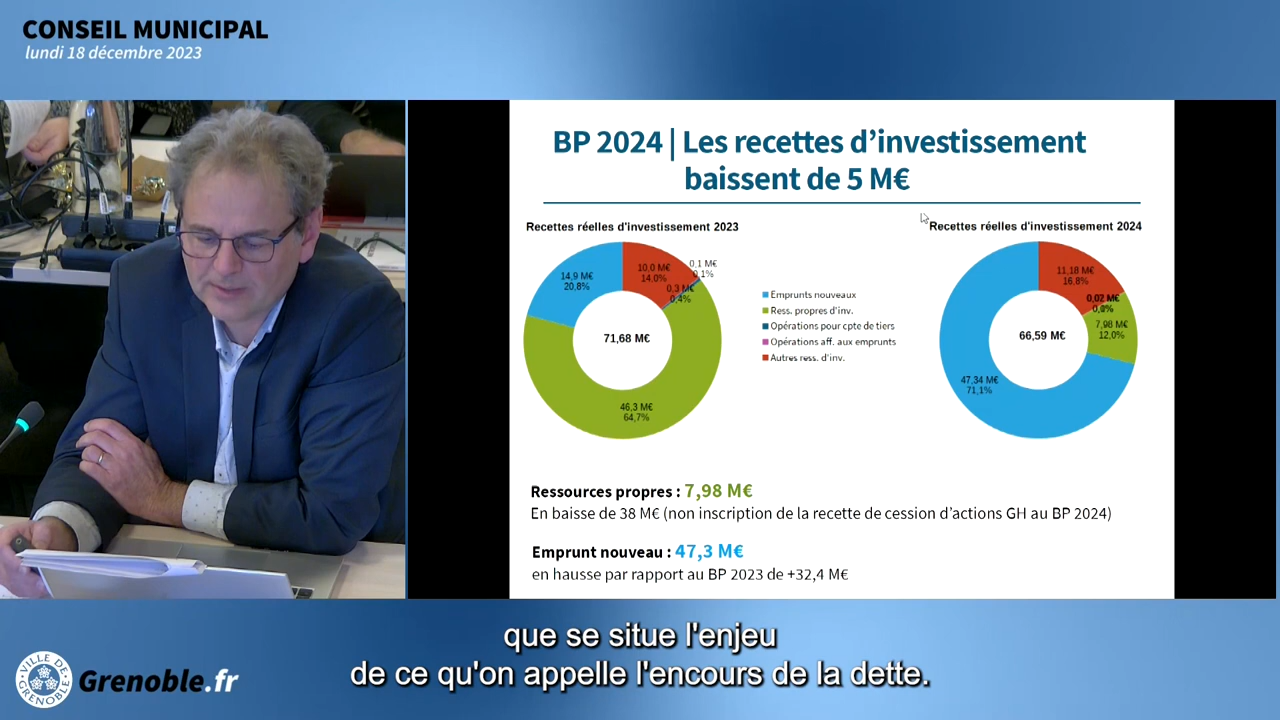 CONSEIL MUNICIPAL
lundi 18 décembre 2023
BP 2024 | Les recettes d'investissement
baissent de 5 M€
Recettes réelles d'investissement 2023
14,9 M€
20,8%
10,0 M€
14.0%
0,1 M€
0,1%
0,3 M€
0,4%
71,68 M€
46,3 M€
64,7%
Emprunts nouveaux
Ress. propres d'inv.
Opérations pour cpte de tiers
Opérations aff. aux emprunts
Autres ress. d'inv.
Recettes réelles d'investissement 2024
11,18 M€
16,8%
0,02 M€
0,0%
7,98 M€
12,0%
66,59 M€
47,34 M€
71,1%
Ressources propres : 7,98 M€
En baisse de 38 M€ (non inscription de la recette de cession d'actions GH au BP 2024)
Emprunt nouveau : 47,3 M€
en hausse par rapport au BP 2023 de +32,4 M€
que se situe l'enjeu
de ce qu'on appelle l'encours de la dette.
VILLE DE
GRENOBLE
Grenoble.fr